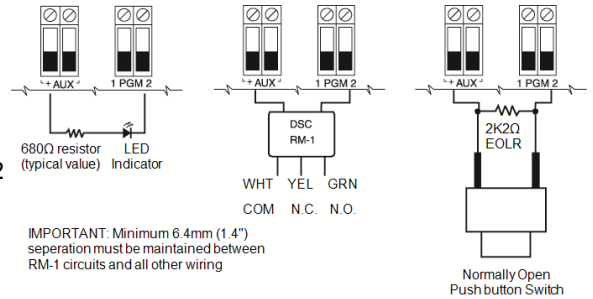 + AUX -
1 PGM 2
+ AUX -
1 PGM 2
+ AUX -
1 PGM 2
680Ω resistor
(typical value)
LED
Indicator
DSC
RM-1
2K2Ω
EOLR
2
WHT YEL GRN
COM N.C. N.O.
IMPORTANT: Minimum 6.4mm (1.4")
seperation must be maintained between
RM-1 circuits and all other wiring
Normally Open
Push button Switch